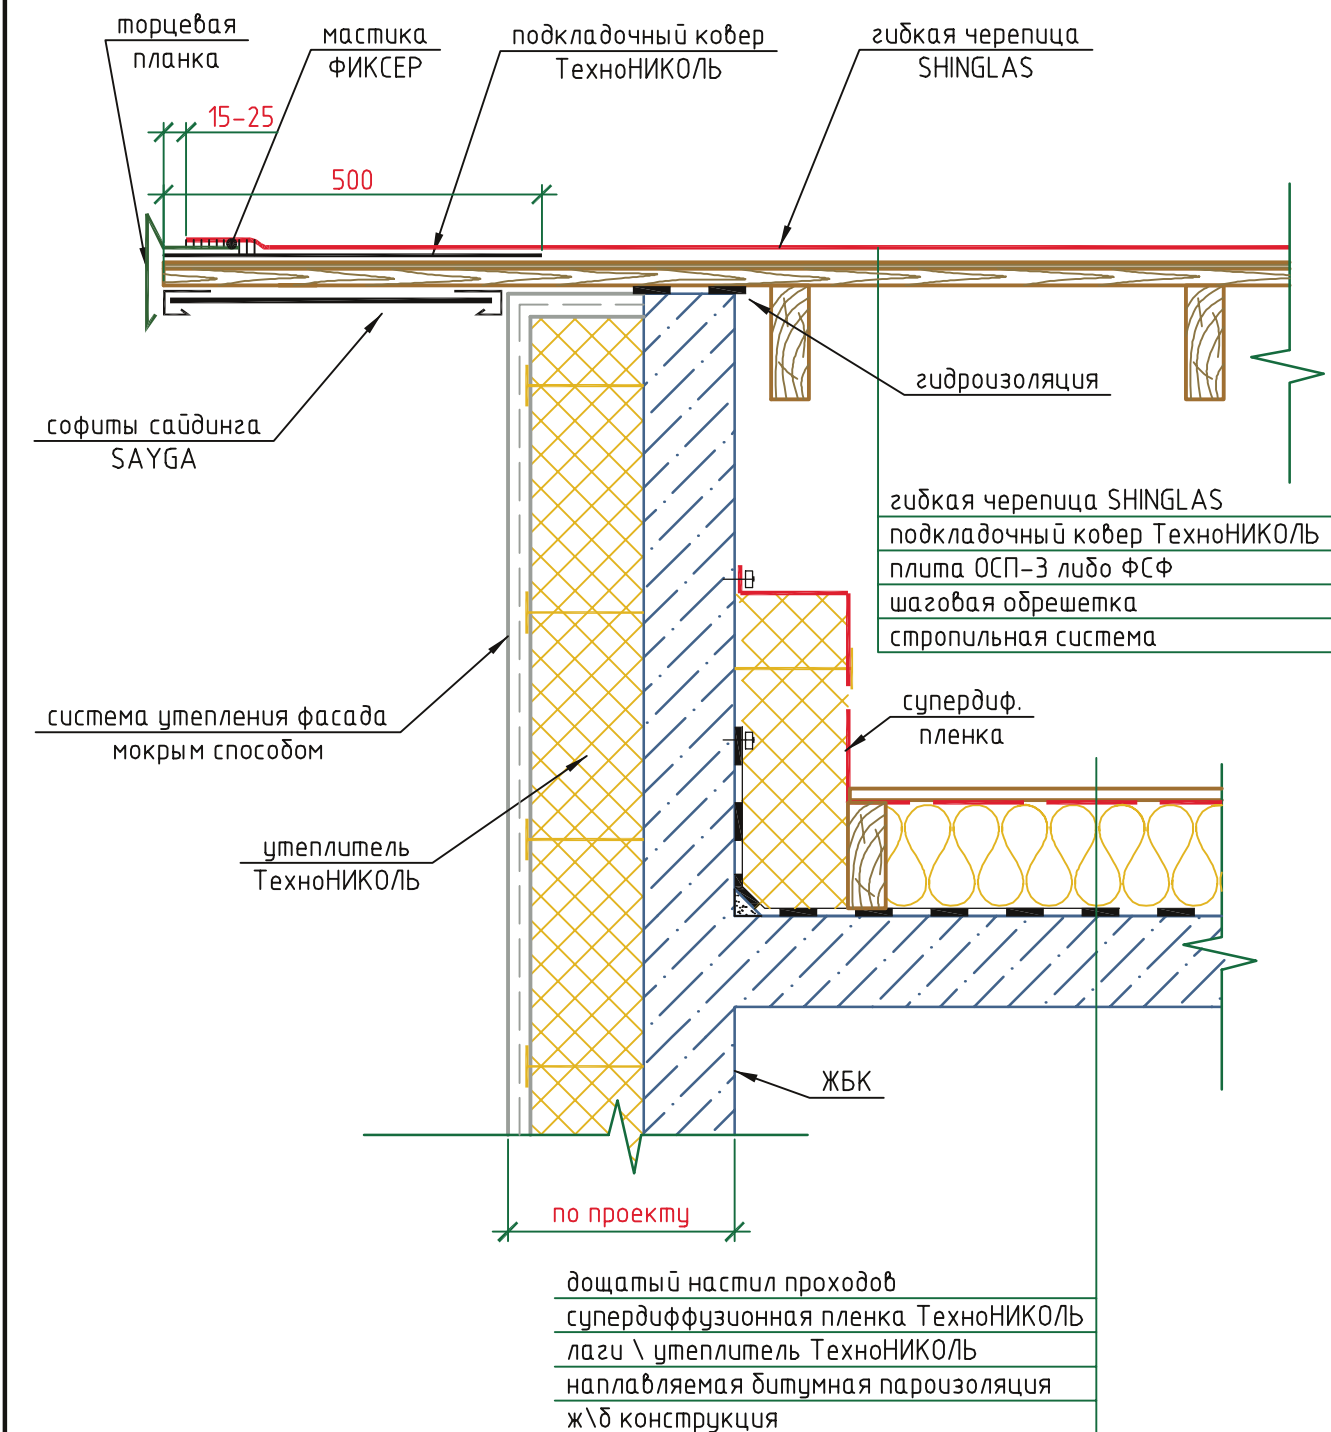 торцевая
планка
мастика
ФИКСЕР
подкладочный ковер
ТехноНИКОЛЬ
гибкая черепица
SHINGLAS
15-25
500
гидроизоляция
софиты сайдинга
SAYGA
гибкая черепица SHINGLAS
подкладочный ковер ТехноНИКОЛЬ
плита ОСП-3 либо ФСФ
шаговая обрешетка
стропильная система
система утепления фасада
мокрым способом
супердиф.
пленка
утеплитель
ТехноНИКОЛЬ
ЖБК
по проекту
дощатый настил проходов
супердиффузионная пленка ТехноНИКОЛЬ
лаги \ утеплитель ТехноНИКОЛЬ
наплавляемая битумная пароизоляция
ж\б конструкция